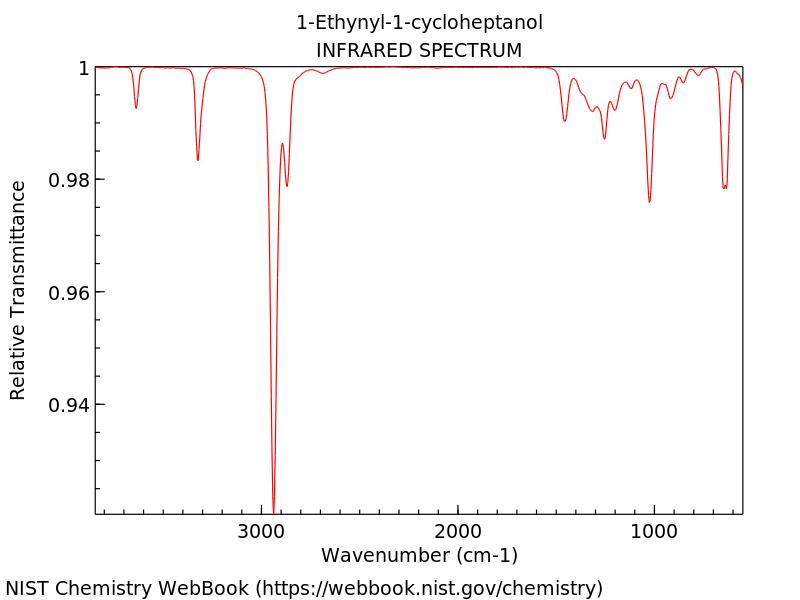 1-Ethynyl-1-cycloheptanol
INFRARED SPECTRUM
1
0.98
0.96
0.94
Relative Transmittance
3000 2000 1000
Wavenumber (cm-1)
NIST Chemistry WebBook (https://webbook.nist.gov/chemistry)